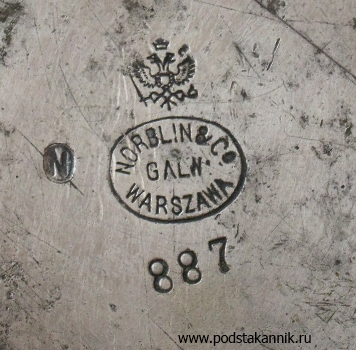 NORBLIN & Co
GALW.
WARSZAWA
N
887
www.podstakannik.ru